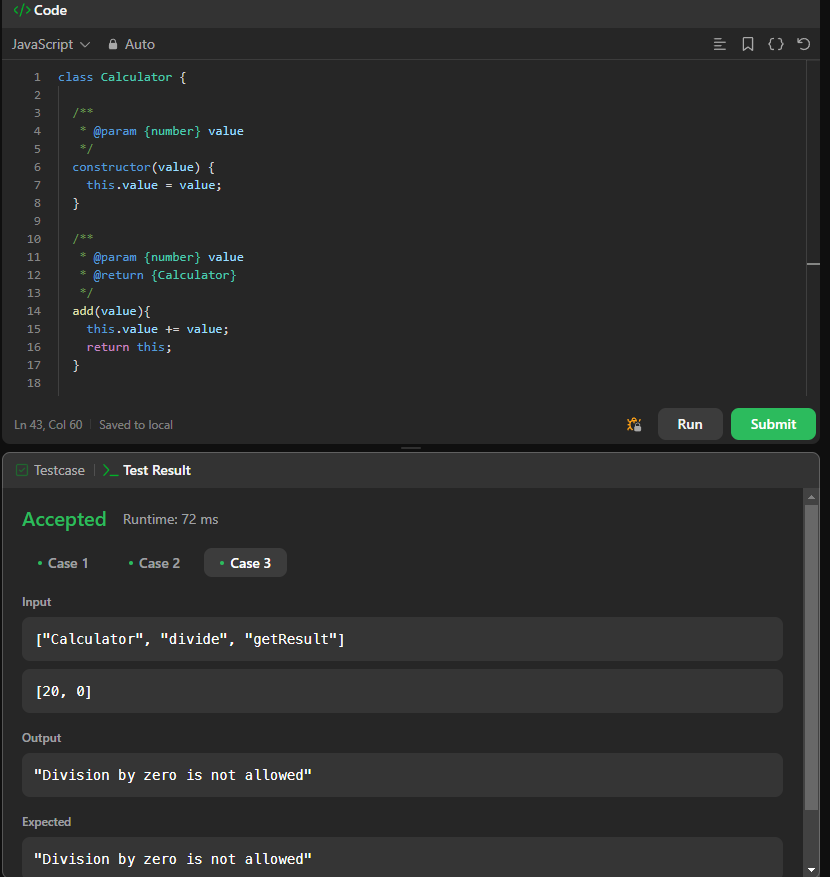 </> Code
JavaScript Auto
1 class Calculator {
2
3 /**
4 * @param {number} value
5 */
6 constructor(value) {
7 this.value = value;
8 }
9
10 /**
11 * @param {number} value
12 * @return {Calculator}
13 */
14 add(value){
15 this.value += value;
16 return this;
17 }
18
Ln 43, Col 60 Saved to local Run Submit
Testcase >_ Test Result
Accepted Runtime: 72 ms
• Case 1 • Case 2 • Case 3
Input
["Calculator", "divide", "getResult"]
[20, 0]
Output
"Division by zero is not allowed"
Expected
"Division by zero is not allowed"